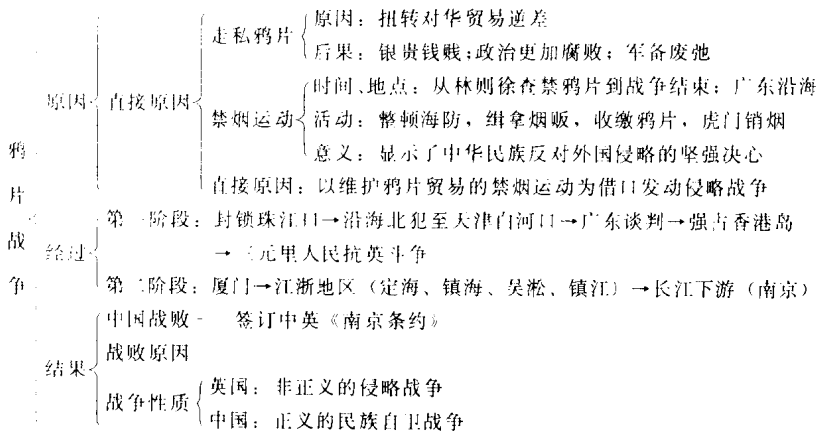 原因：扭转对华贸易逆差
走私鸦片
后果：银贵钱贱；政治更加腐败；军备废弛
时间、地点：从林则徐查禁鸦片到战争结束；广东沿海
原因 直接原因
禁烟运动 活动：整顿海防，缉拿烟贩，收缴鸦片，虎门销烟
意义：显示了中华民族反对外国侵略的坚强决心
直接原因：以维护鸦片贸易的禁烟运动为借口发动侵略战争
鸦片战争
第一阶段：封锁珠江口→沿海北犯至天津白河口→广东谈判→强占香港岛
经过 →三元里人民抗英斗争
第二阶段：厦门→江浙地区（定海、镇海、吴淞、镇江）→长江下游（南京）
中国战败- 签订中英《南京条约》
战败原因
结果
英国：非正义的侵略战争
战争性质
中国：正义的民族自卫战争